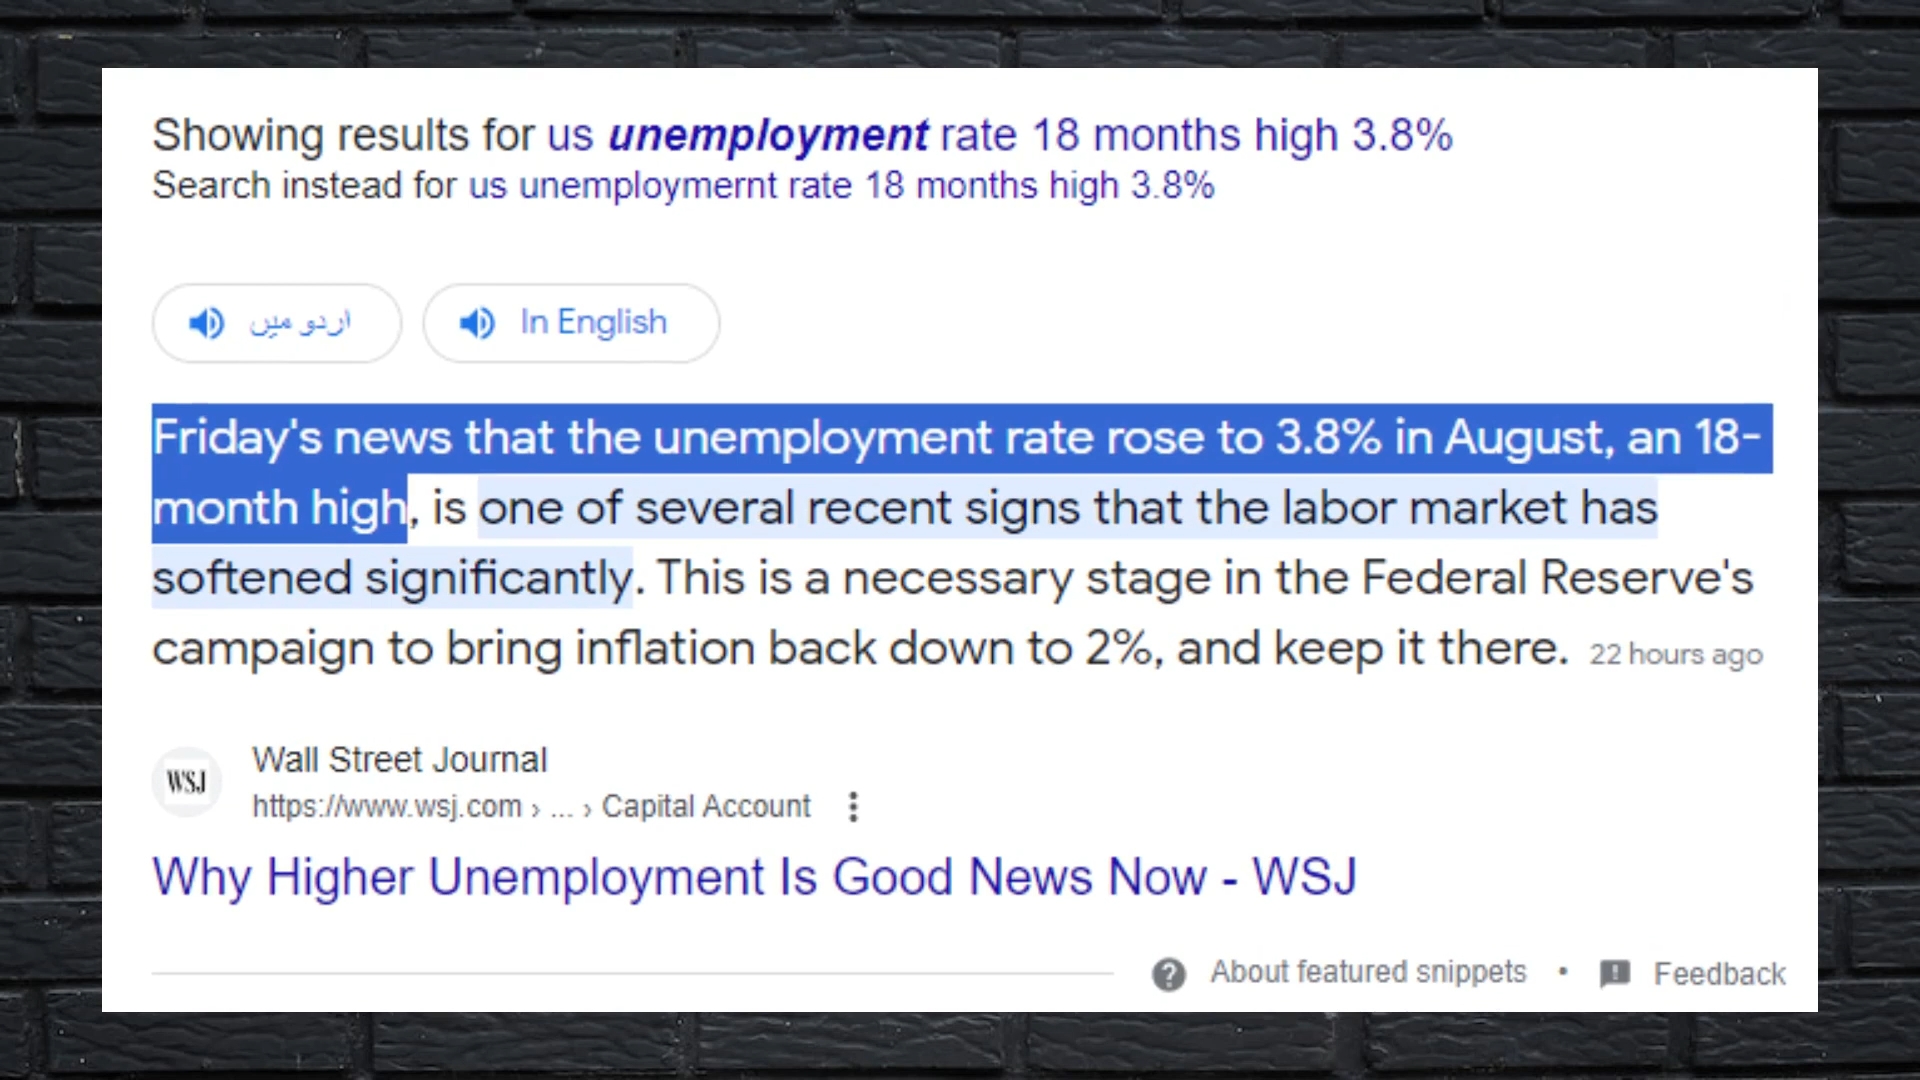 Showing results for us unemployment rate 18 months high 3.8%
Search instead for us unemploymernt rate 18 months high 3.8%
اردو میں
In English
Friday's news that the unemployment rate rose to 3.8% in August, an 18-
month high, is one of several recent signs that the labor market has
softened significantly. This is a necessary stage in the Federal Reserve's
campaign to bring inflation back down to 2%, and keep it there. 22 hours ago
WSJ
Wall Street Journal
https://www.wsj.com › ... › Capital Account
Why Higher Unemployment Is Good News Now - WSJ
About featured snippets • Feedback